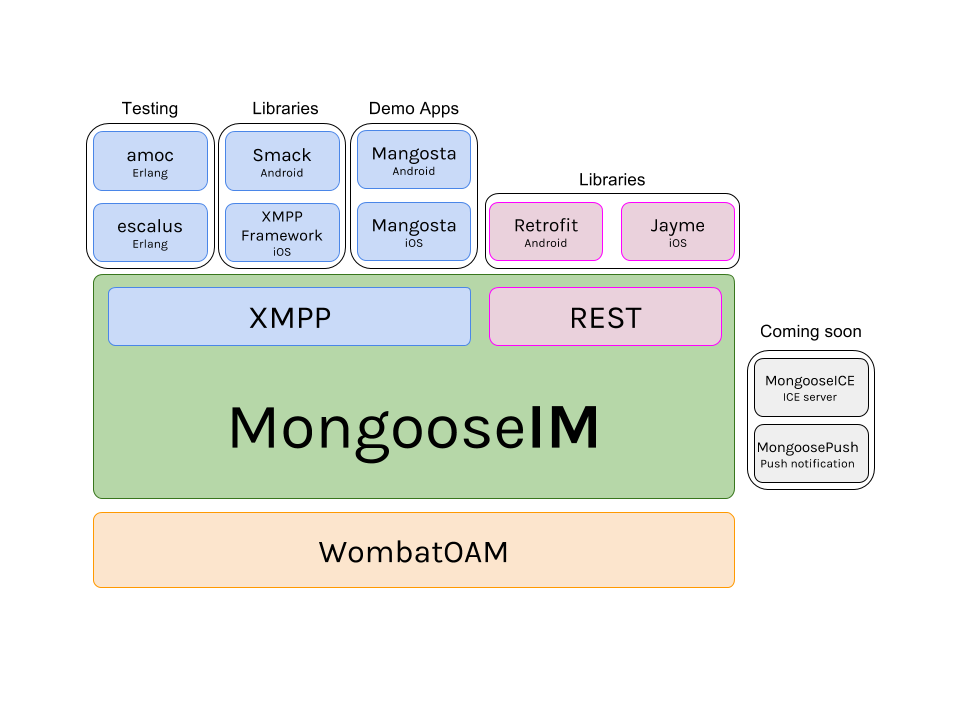 Testing
amoc
Erlang
escalus
Erlang
Libraries
Smack
Android
XMPP
Framework
iOS
Demo Apps
Mangosta
Android
Mangosta
iOS
Libraries
Retrofit
Android
Jayme
iOS
XMPP
REST
MongooseIM
Coming soon
MongooseICE
ICE server
MongoosePush
Push notification
WombatOAM